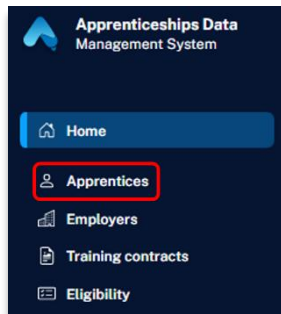 Apprenticeships Data
Management System
Home
Apprentices
Employers
Training contracts
Eligibility